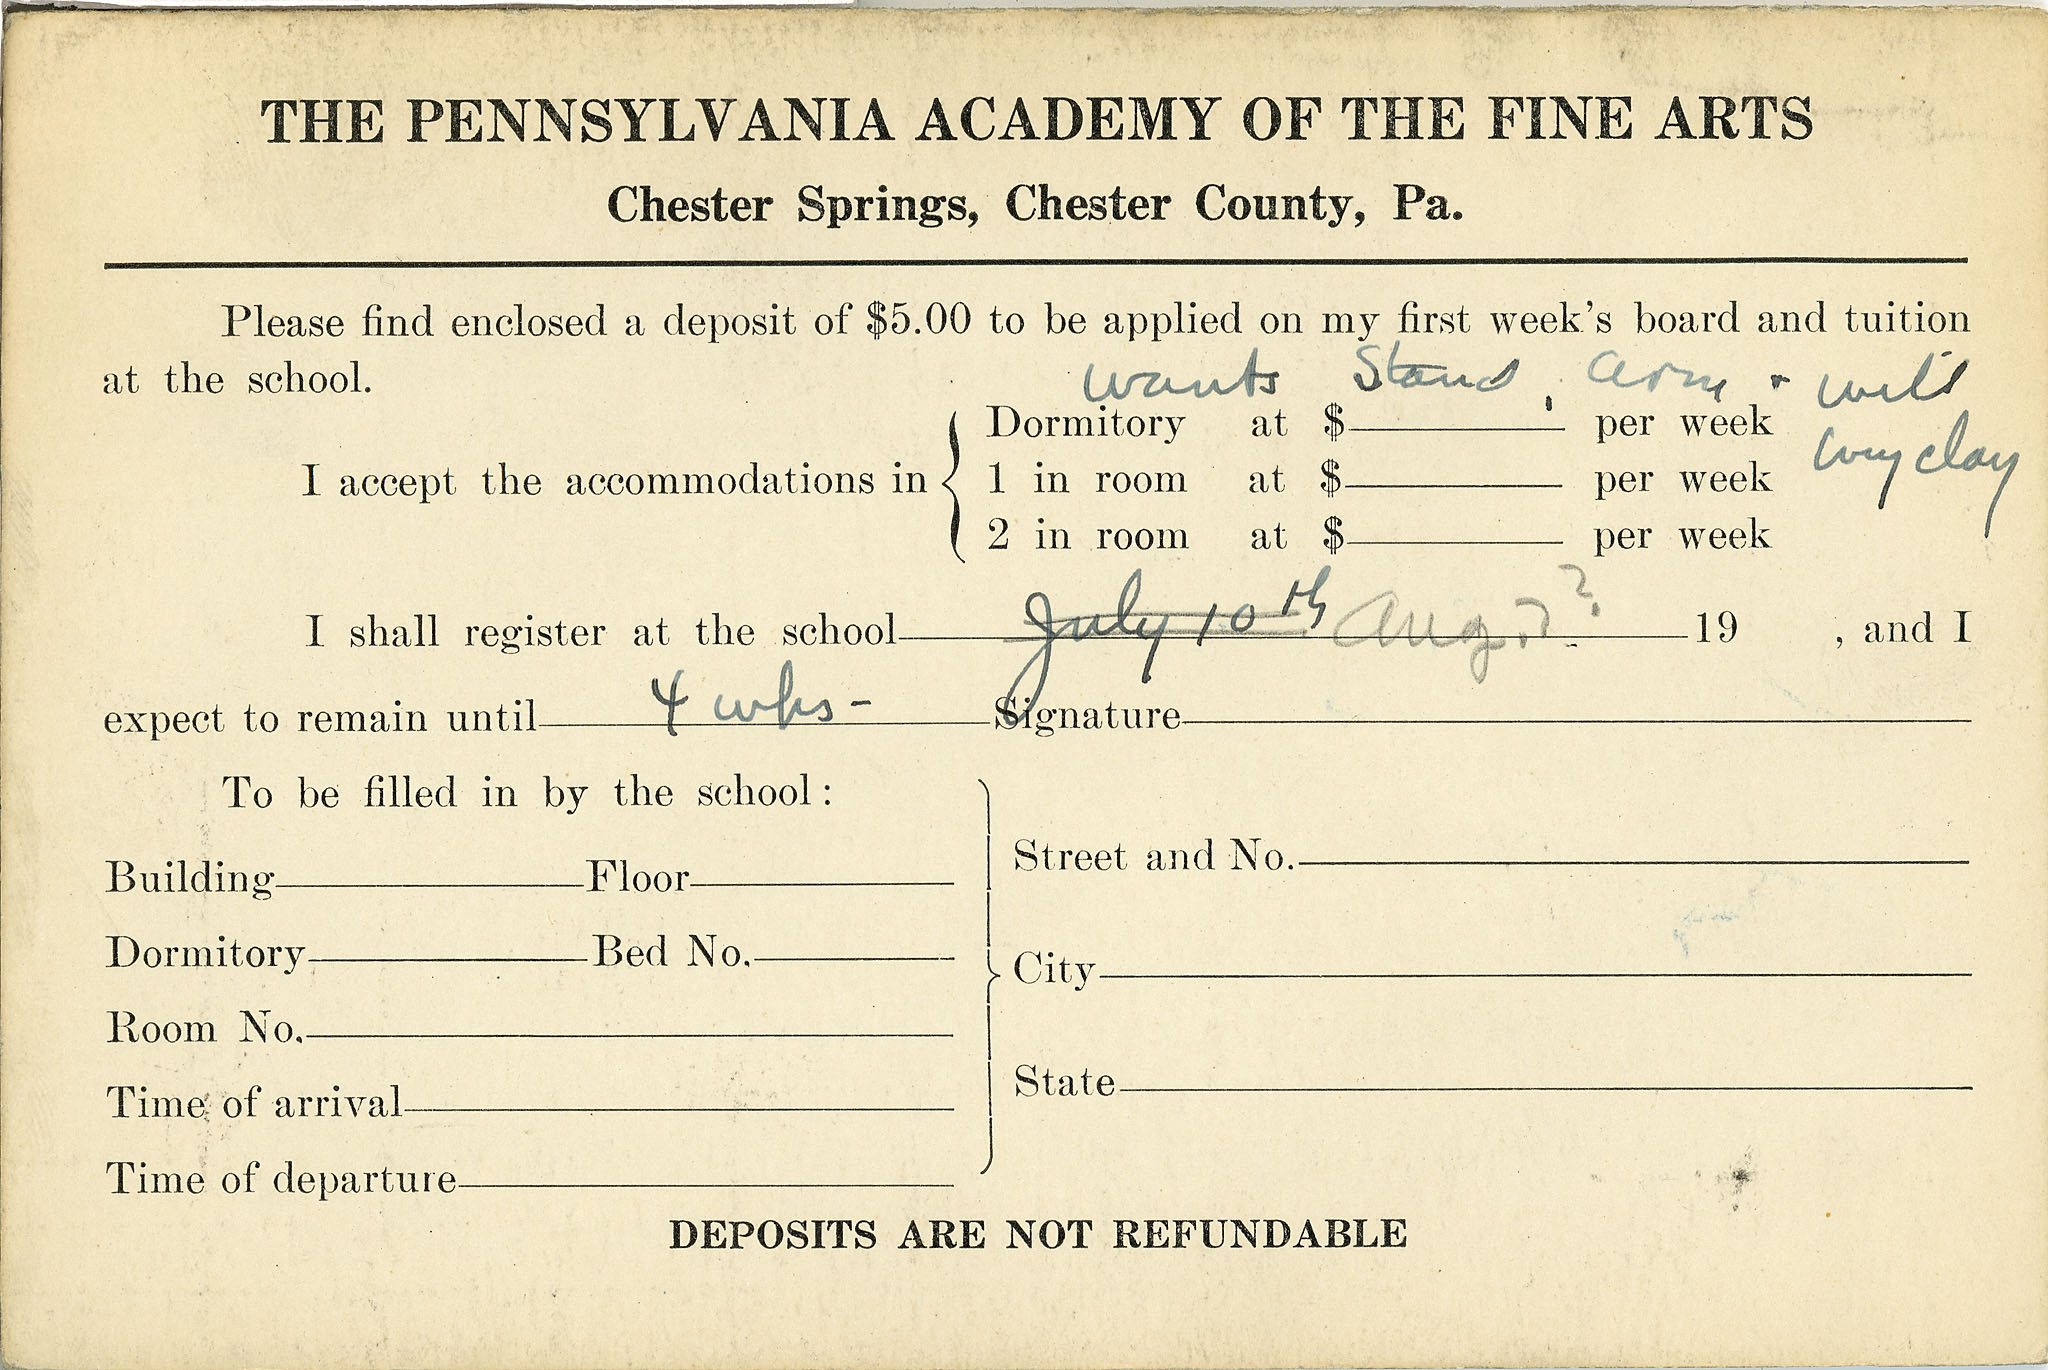 THE PENNSYLVANIA ACADEMY OF THE FINE ARTS
Chester Springs, Chester County, Pa.
Please find enclosed a deposit of $5.00 to be applied on my first week's board and tuition
at the school.
wants Stand, arm + will
buy clay
I accept the accommodations in
Dormitory at $ per week
1 in room at $ per week
2 in room at $ per week
I shall register at the school July 10th Aug. 7? 19 , and I
expect to remain until 4 wks - Signature
To be filled in by the school:
Building Floor
Dormitory Bed No.
Room No.
Time of arrival
Time of departure
Street and No.
City
State
DEPOSITS ARE NOT REFUNDABLE